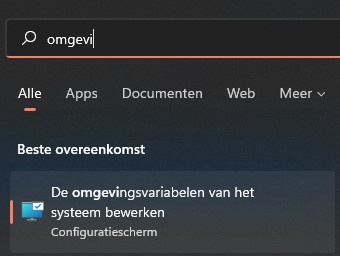 omgevi
Alle Apps Documenten Web Meer
Beste overeenkomst
De omgevingsvariabelen van het
systeem bewerken
Configuratiescherm